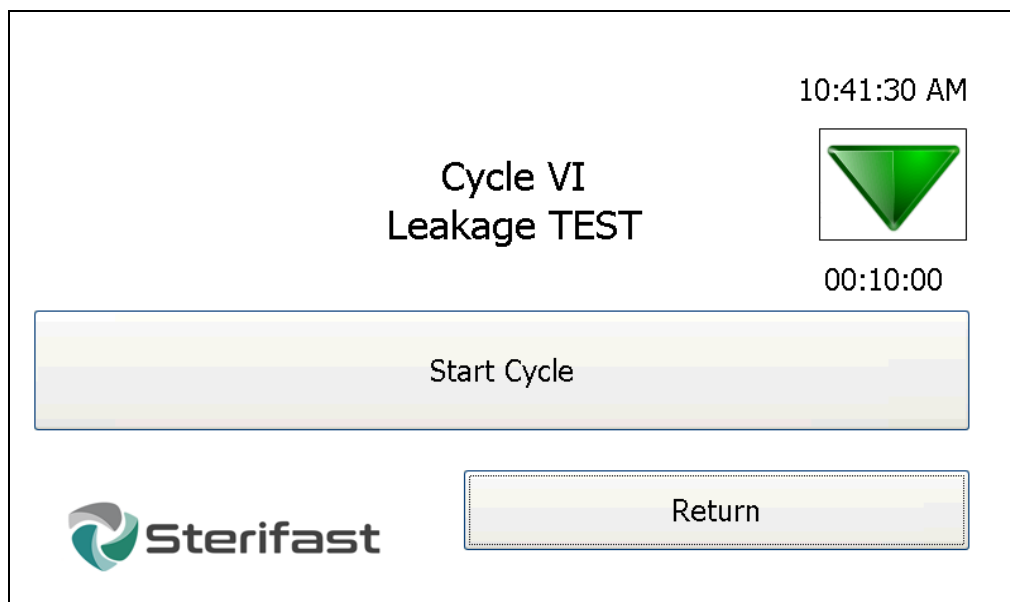 10:41:30 AM
Cycle VI
Leakage TEST
00:10:00
Start Cycle
Return
Sterifast